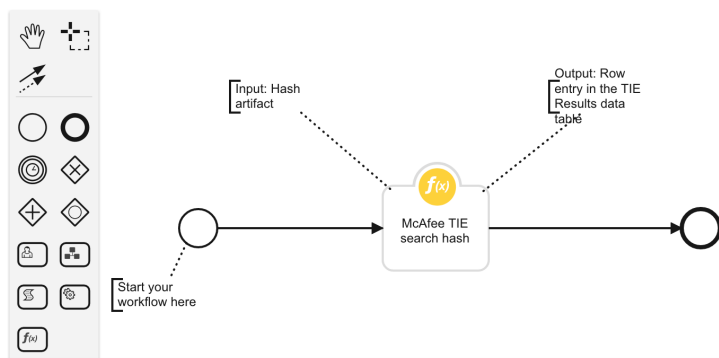 Input: Hash
artifact
Output: Row
entry in the TIE
Results data
table
f(x)
McAfee TIE
search hash
Start your
workflow here
f(x)